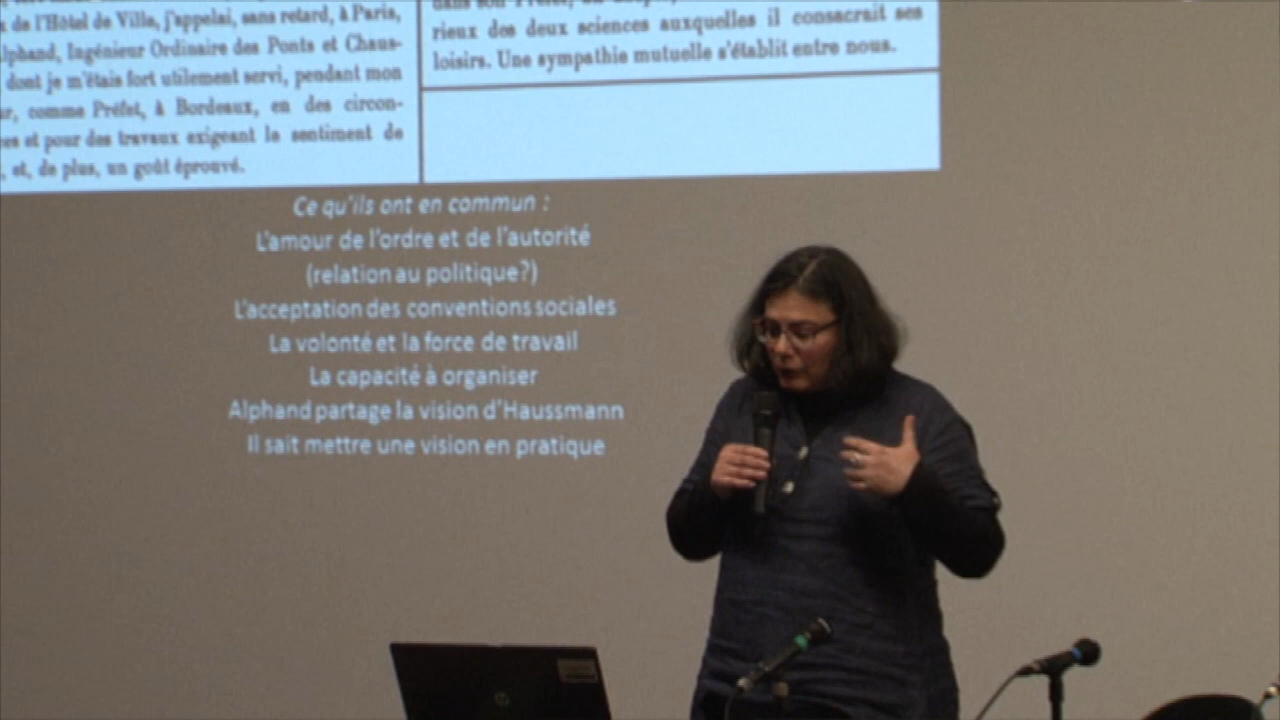 de l'Hôtel de Ville, j'appelai, sans retard, à Paris,
Alphand, Ingénieur Ordinaire des Ponts et Chaus-
dont je m'étais fort utilement servi, pendant mon
comme Préfet, à Bordeaux, en des circon-
et pour des travaux exigeant le sentiment de
, et, de plus, un goût éprouvé.
rieux des deux sciences auxquelles il consacrait ses
loisirs. Une sympathie mutuelle s'établit entre nous.
Ce qu'ils ont en commun :
L'amour de l'ordre et de l'autorité
(relation au politique?)
L'acceptation des conventions sociales
La volonté et la force de travail
La capacité à organiser
Alphand partage la vision d'Haussmann
Il sait mettre une vision en pratique